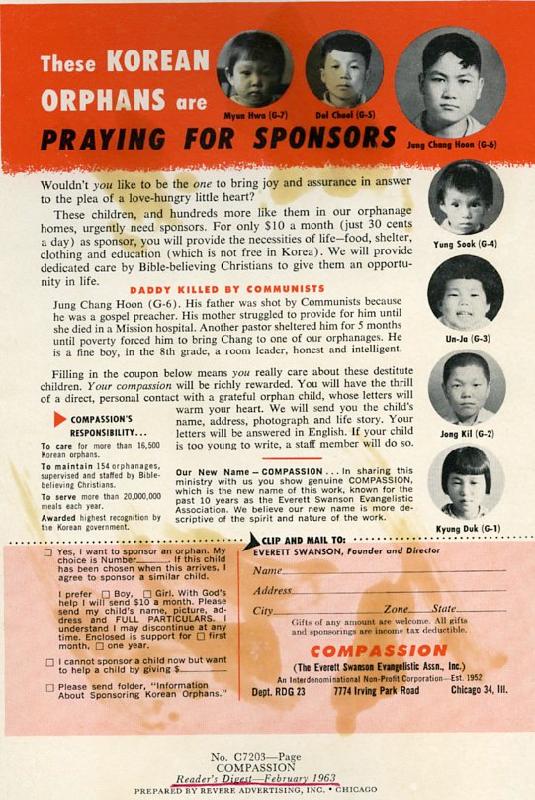 These KOREAN
ORPHANS are
PRAYING FOR SPONSORS
Myun Hwa (G-7)
Dol Chool (G-5)
Jung Chang Hoon (G-6)
Wouldn't you like to be the one to bring joy and assurance in answer
to the plea of a love-hungry little heart?
These children, and hundreds more like them in our orphanage
homes, urgently need sponsors. For only $10 a month (just 30 cents
a day) as sponsor, you will provide the necessities of life—food, shelter,
clothing and education (which is not free in Korea). We will provide
dedicated care by Bible-believing Christians to give them an opportu-
nity in life.
DADDY KILLED BY COMMUNISTS
Jung Chang Hoon (G-6). His father was shot by Communists because
he was a gospel preacher. His mother struggled to provide for him until
she died in a Mission hospital. Another pastor sheltered him for 5 months
until poverty forced him to bring Chang to one of our orphanages. He
is a fine boy, in the 8th grade, a room leader, honest and intelligent.
Filling in the coupon below means you really care about these destitute
children. Your compassion will be richly rewarded. You will have the thrill
of a direct, personal contact with a grateful orphan child, whose letters will
warm your heart. We will send you the child's
name, address, photograph and life story. Your
letters will be answered in English. If your child
is too young to write, a staff member will do so.
COMPASSION'S
RESPONSIBILITY...
To care for more than 16,500
Korean orphans.
To maintain 154 orphanages,
supervised and staffed by Bible-
believing Christians.
To serve more than 20,000,000
meals each year.
Awarded highest recognition by
the Korean government.
Our New Name – COMPASSION... In sharing this
ministry with us you show genuine COMPASSION,
which is the new name of this work, known for the
past 10 years as the Everett Swanson Evangelistic
Association. We believe our new name is more de-
scriptive of the spirit and nature of the work.
Yung Sook (G-4)
Un-Ja (G-3)
Jong Kil (G-2)
Kyung Duk (G-1)
Yes, I want to sponsor an orphan. My
choice is Number If this child
has been chosen when this arrives, I
agree to sponsor a similar child.
I prefer Boy, Girl. With God's
help I will send $10 a month. Please
send my child's name, picture, ad-
dress and FULL PARTICULARS. I
understand I may discontinue at any
time. Enclosed is support for first
month, one year.
I cannot sponsor a child now but want
to help a child by giving $
Please send folder, "Information
About Sponsoring Korean Orphans."
CLIP AND MAIL TO:
EVERETT SWANSON, Founder and Director
Name
Address
City Zone State
Gifts of any amount are welcome. All gifts
and sponsorings are income tax deductible.
COMPASSION
(The Everett Swanson Evangelistic Assn., Inc.)
An Interdenominational Non-Profit Corporation—Est. 1952
Dept. RDG 23 7774 Irving Park Road Chicago 34, Ill.
No. C7203—Page
COMPASSION
Reader's Digest—February 1963
PREPARED BY REVERE ADVERTISING, INC. • CHICAGO